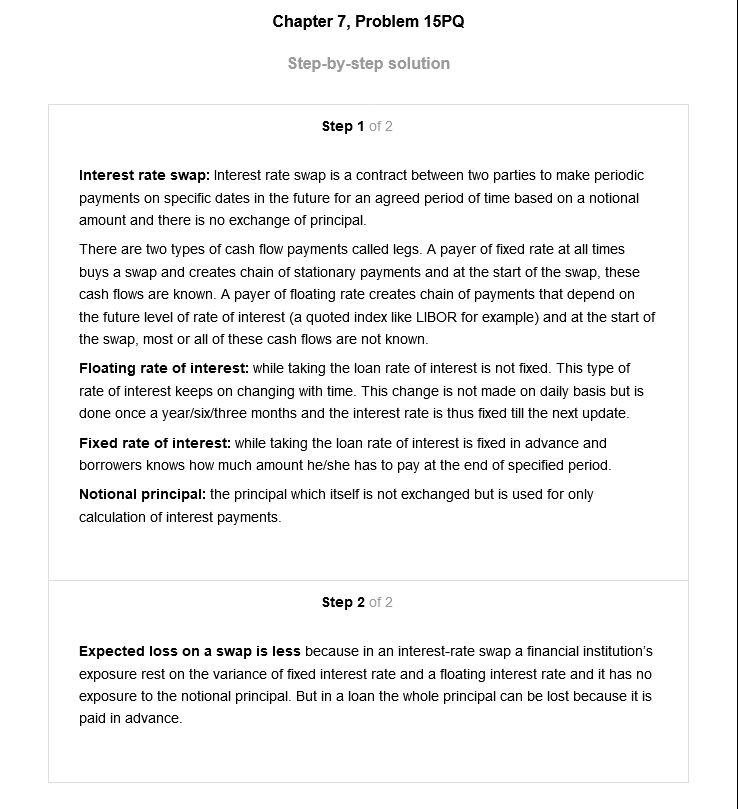 Chapter 7, Problem 15PQ
Step-by-step solution
Step 1 of 2
Interest rate swap: Interest rate swap is a contract between two parties to make periodic
payments on specific dates in the future for an agreed period of time based on a notional
amount and there is no exchange of principal.
There are two types of cash flow payments called legs. A payer of fixed rate at all times
buys a swap and creates chain of stationary payments and at the start of the swap, these
cash flows are known. A payer of floating rate creates chain of payments that depend on
the future level of rate of interest (a quoted index like LIBOR for example) and at the start of
the swap, most or all of these cash flows are not known.
Floating rate of interest: while taking the loan rate of interest is not fixed. This type of
rate of interest keeps on changing with time. This change is not made on daily basis but is
done once a year/six/three months and the interest rate is thus fixed till the next update.
Fixed rate of interest: while taking the loan rate of interest is fixed in advance and
borrowers knows how much amount he/she has to pay at the end of specified period.
Notional principal: the principal which itself is not exchanged but is used for only
calculation of interest payments.
Step 2 of 2
Expected loss on a swap is less because in an interest-rate swap a financial institution's
exposure rest on the variance of fixed interest rate and a floating interest rate and it has no
exposure to the notional principal. But in a loan the whole principal can be lost because it is
paid in advance.